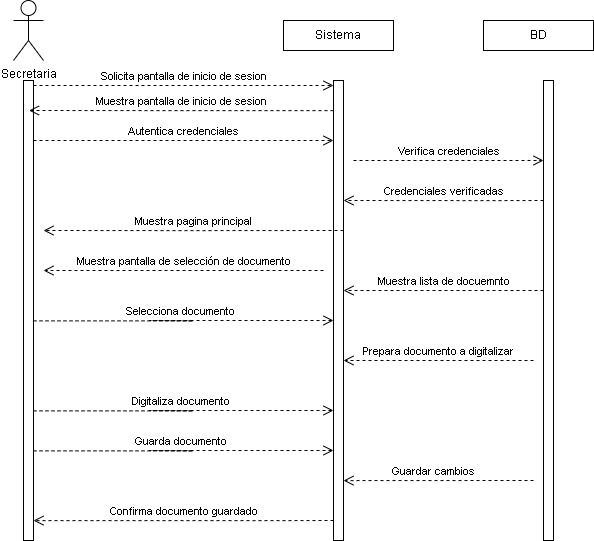 Sistema
BD
Secretaria
Solicita pantalla de inicio de sesion
Muestra pantalla de inicio de sesion
Autentica credenciales
Verifica credenciales
Credenciales verificadas
Muestra pagina principal
Muestra pantalla de selección de documento
Muestra lista de docuemnto
Selecciona documento
Prepara documento a digitalizar
Digitaliza documento
Guarda documento
Guardar cambios
Confirma documento guardado